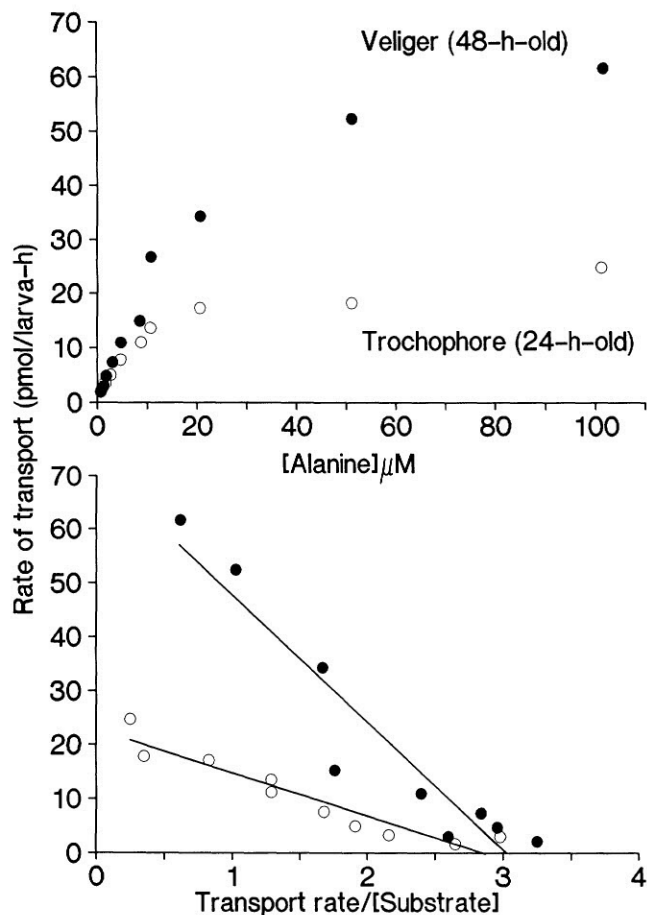 70
60
50
40
30
20
10
0
Veliger (48-h-old)
Trochophore (24-h-old)
0 20 40 60 80 100
[Alanine]μM
Rate of transport (pmol/larva-h)
70
60
50
40
30
20
10
0
0 1 2 3 4
Transport rate/[Substrate]